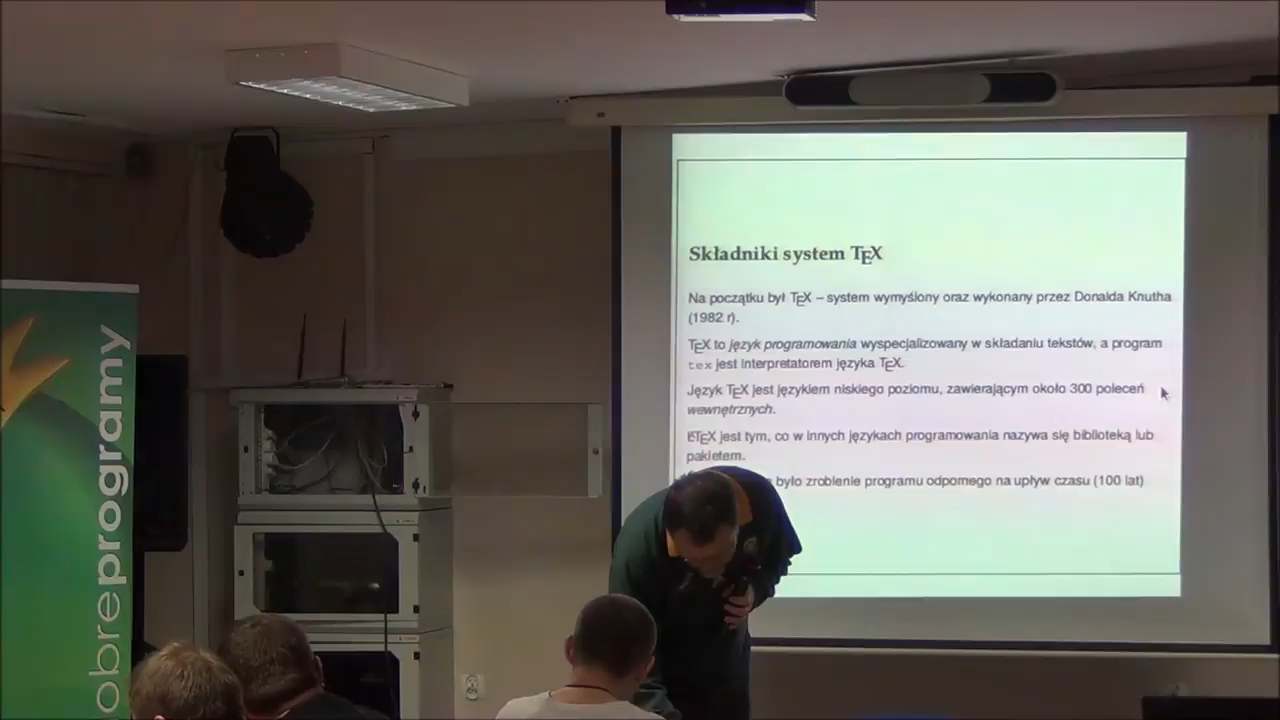 Składniki system TEX
Na początku był TEX – system wymyślony oraz wykonany przez Donalda Knutha
(1982 r).
TEX to język programowania wyspecjalizowany w składaniu tekstów, a program
tex jest interpretatorem języka TEX.
Język TEX jest językiem niskiego poziomu, zawierającym około 300 poleceń
wewnętrznych.
LATEX jest tym, co w innych językach programowania nazywa się biblioteką lub
pakietem.
było zrobienie programu odpornego na upływ czasu (100 lat)
obreprogramy